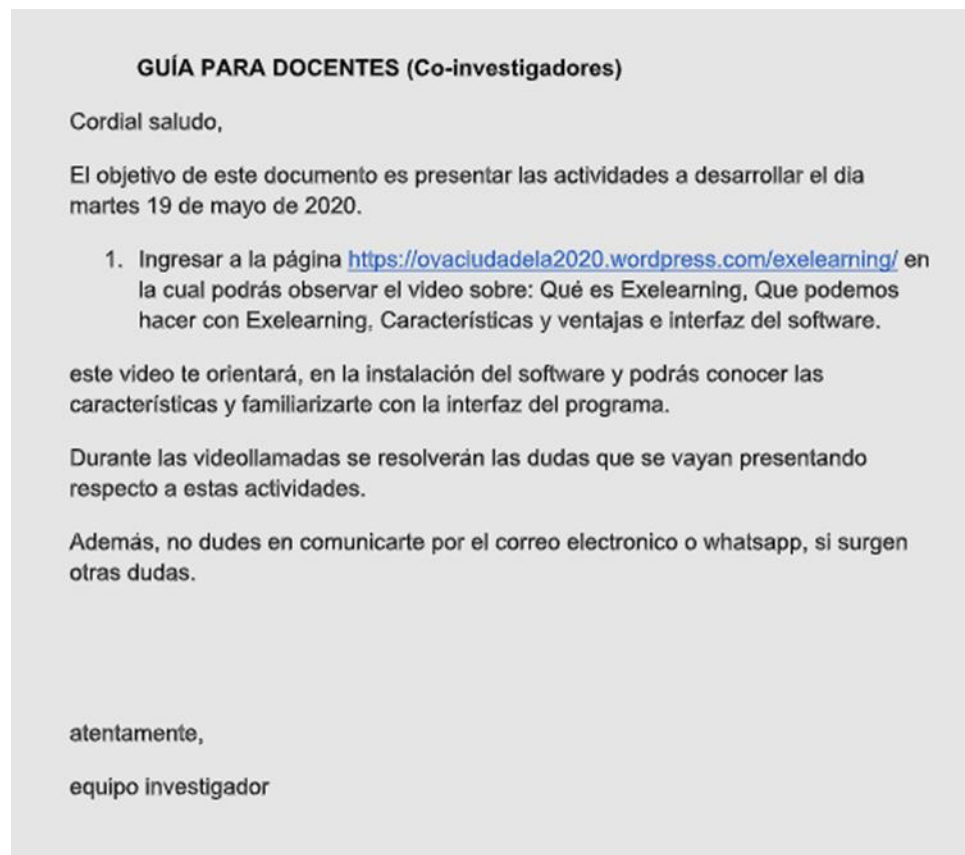 GUÍA PARA DOCENTES (Co-investigadores)
Cordial saludo,
El objetivo de este documento es presentar las actividades a desarrollar el dia
martes 19 de mayo de 2020.
1. Ingresar a la página https://ovaciudadela2020.wordpress.com/exelearning/ en
la cual podrás observar el video sobre: Qué es Exelearning, Que podemos
hacer con Exelearning, Características y ventajas e interfaz del software.
este video te orientará, en la instalación del software y podrás conocer las
características y familiarizarte con la interfaz del programa.
Durante las videollamadas se resolverán las dudas que se vayan presentando
respecto a estas actividades.
Además, no dudes en comunicarte por el correo electronico o whatsapp, si surgen
otras dudas.
atentamente,
equipo investigador